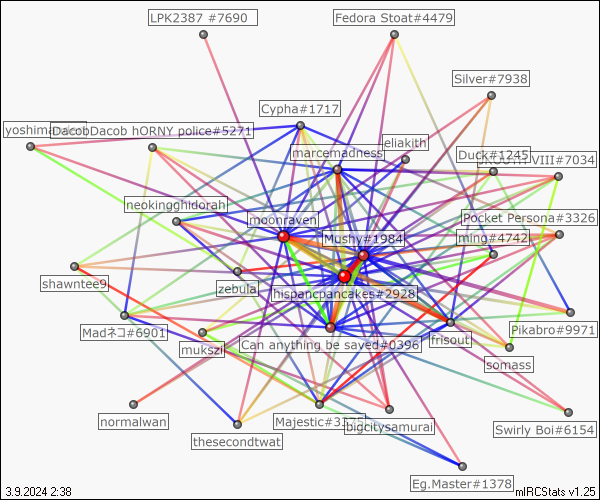 LPK2387 #7690
Fedora Stoat#4479
Silver#7938
Cypha#1717
DacobDacob hORNY police#5271
eliakith
marcemadness
Duck#1245
VIII#7034
neokingghidorah
moonraven
Pocket Persona#3326
Mushy#1984
ming#4742
shawntee9
zebula
hispancpancakes#2928
Madネコ#6901
Can anything be saved#0396
frisout
Pikabro#9971
mukszi
somass
normalwan
Majestic#3375
bigcitysamurai
Swirly Boi#6154
thesecondtwat
Eg.Master#1378
3.9.2024 2:38
mIRCStats v1.25